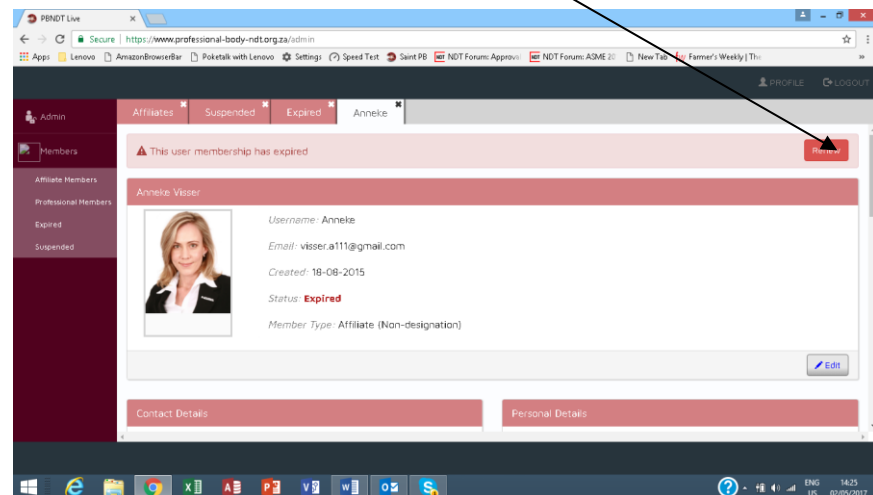 PBNDT Live
Secure | https://www.professional-body-ndt.org.za/admin
Apps Lenovo AmazonBrowserBar Poketalk with Lenovo Settings Speed Test Saint PB NDT Forum: Approval NDT Forum: ASME 20 New Tab Farmer's Weekly | The
PROFILE LOGOUT
Admin
Affiliates Suspended Expired Anneke
Members
This user membership has expired
Renew
Affiliate Members
Professional Members
Expired
Suspended
Anneke Visser
Username: Anneke
Email: visser.a111@gmail.com
Created: 18-08-2015
Status: Expired
Member Type: Affiliate (Non-designation)
Edit
Contact Details
Personal Details
ENG 14:25
US 02/05/2017